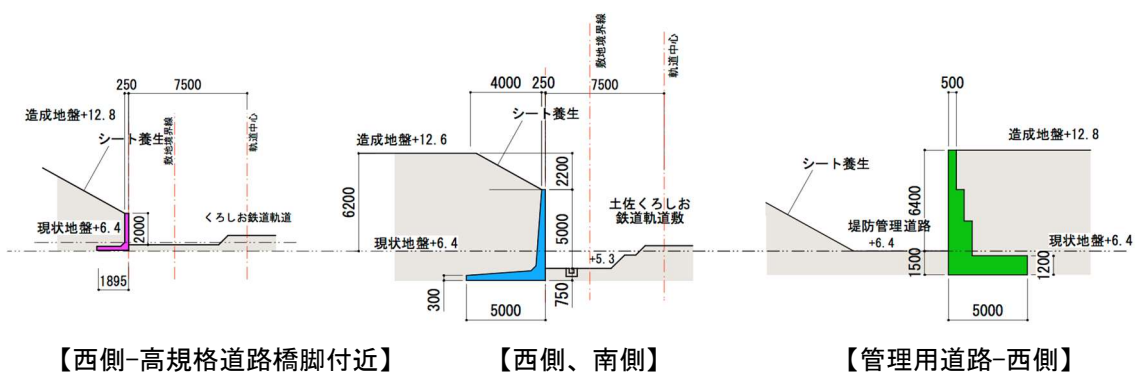 250
7500
造成地盤+12.8
シート養生
敷地境界線
軌道中心
くろしお鉄道軌道
現状地盤+6.4
2000
1895
【西側-高規格道路橋脚付近】
敷地境界線
軌道中心
4000
250
7500
シート養生
造成地盤+12.6
2200
6200
5000
土佐くろしお
鉄道軌道敷
現状地盤+6.4
+5.3
300
750
5000
【西側、南側】
500
造成地盤+12.8
シート養生
6400
堤防管理道路
+6.4
現状地盤+6.4
1500
1200
5000
【管理用道路-西側】